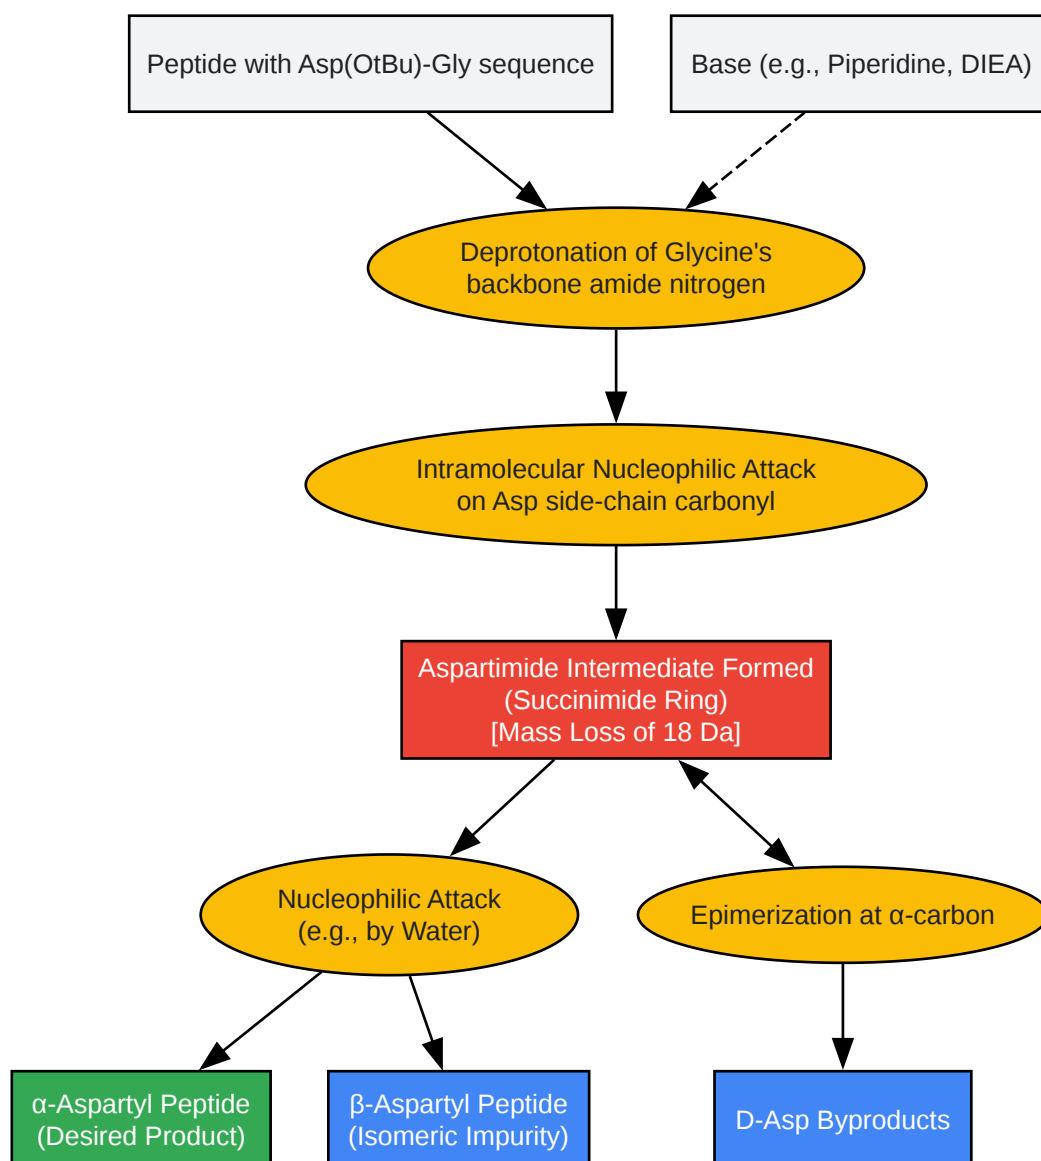 Peptide with Asp(OtBu)-Gly sequence
Base (e.g., Piperidine, DIEA)
Deprotonation of Glycine's
backbone amide nitrogen
Intramolecular Nucleophilic Attack
on Asp side-chain carbonyl
Aspartimide Intermediate Formed
(Succinimide Ring)
[Mass Loss of 18 Da]
Nucleophilic Attack
(e.g., by Water)
Epimerization at α-carbon
α-Aspartyl Peptide
(Desired Product)
β-Aspartyl Peptide
(Isomeric Impurity)
D-Asp Byproducts